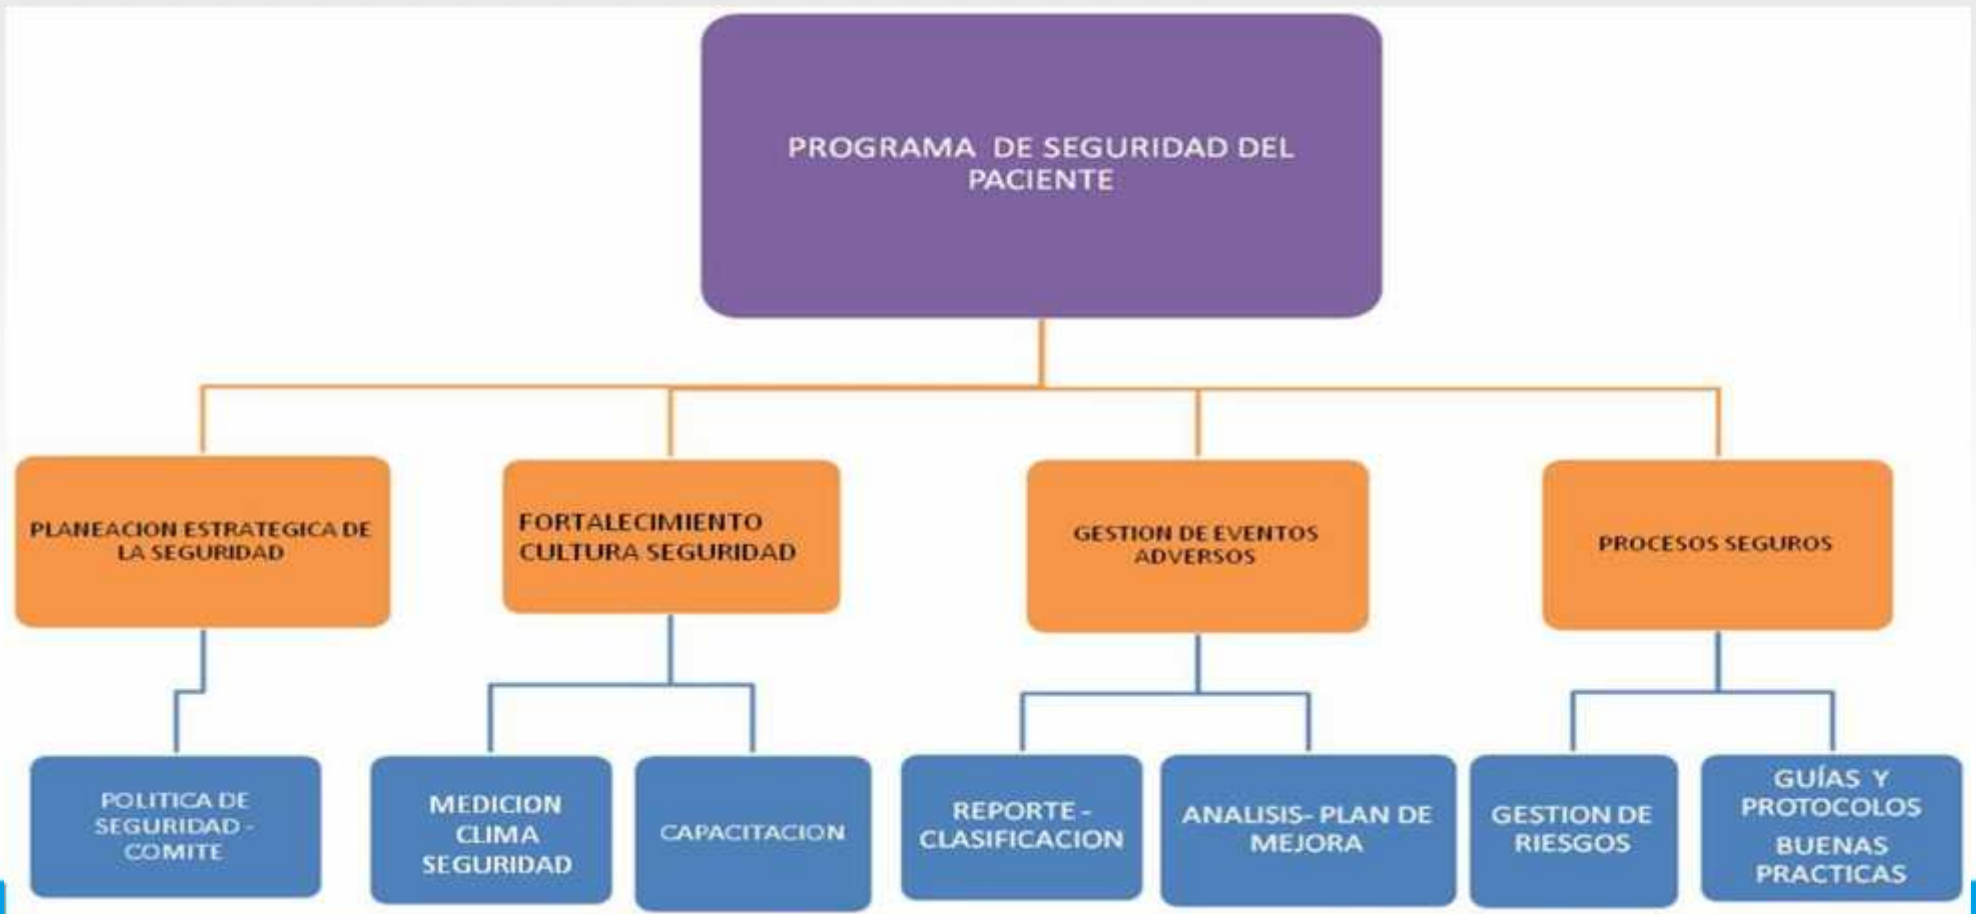 PROGRAMA DE SEGURIDAD DEL
PACIENTE
PLANEACION ESTRATEGICA DE
LA SEGURIDAD
FORTALECIMIENTO
CULTURA SEGURIDAD
GESTION DE EVENTOS
ADVERSOS
PROCESOS SEGUROS
POLITICA DE
SEGURIDAD -
COMITE
MEDICION
CLIMA
SEGURIDAD
CAPACITACION
REPORTE -
CLASIFICACION
ANALISIS- PLAN DE
MEJORA
GESTION DE
RIESGOS
GUÍAS Y
PROTOCOLOS
BUENAS
PRACTICAS